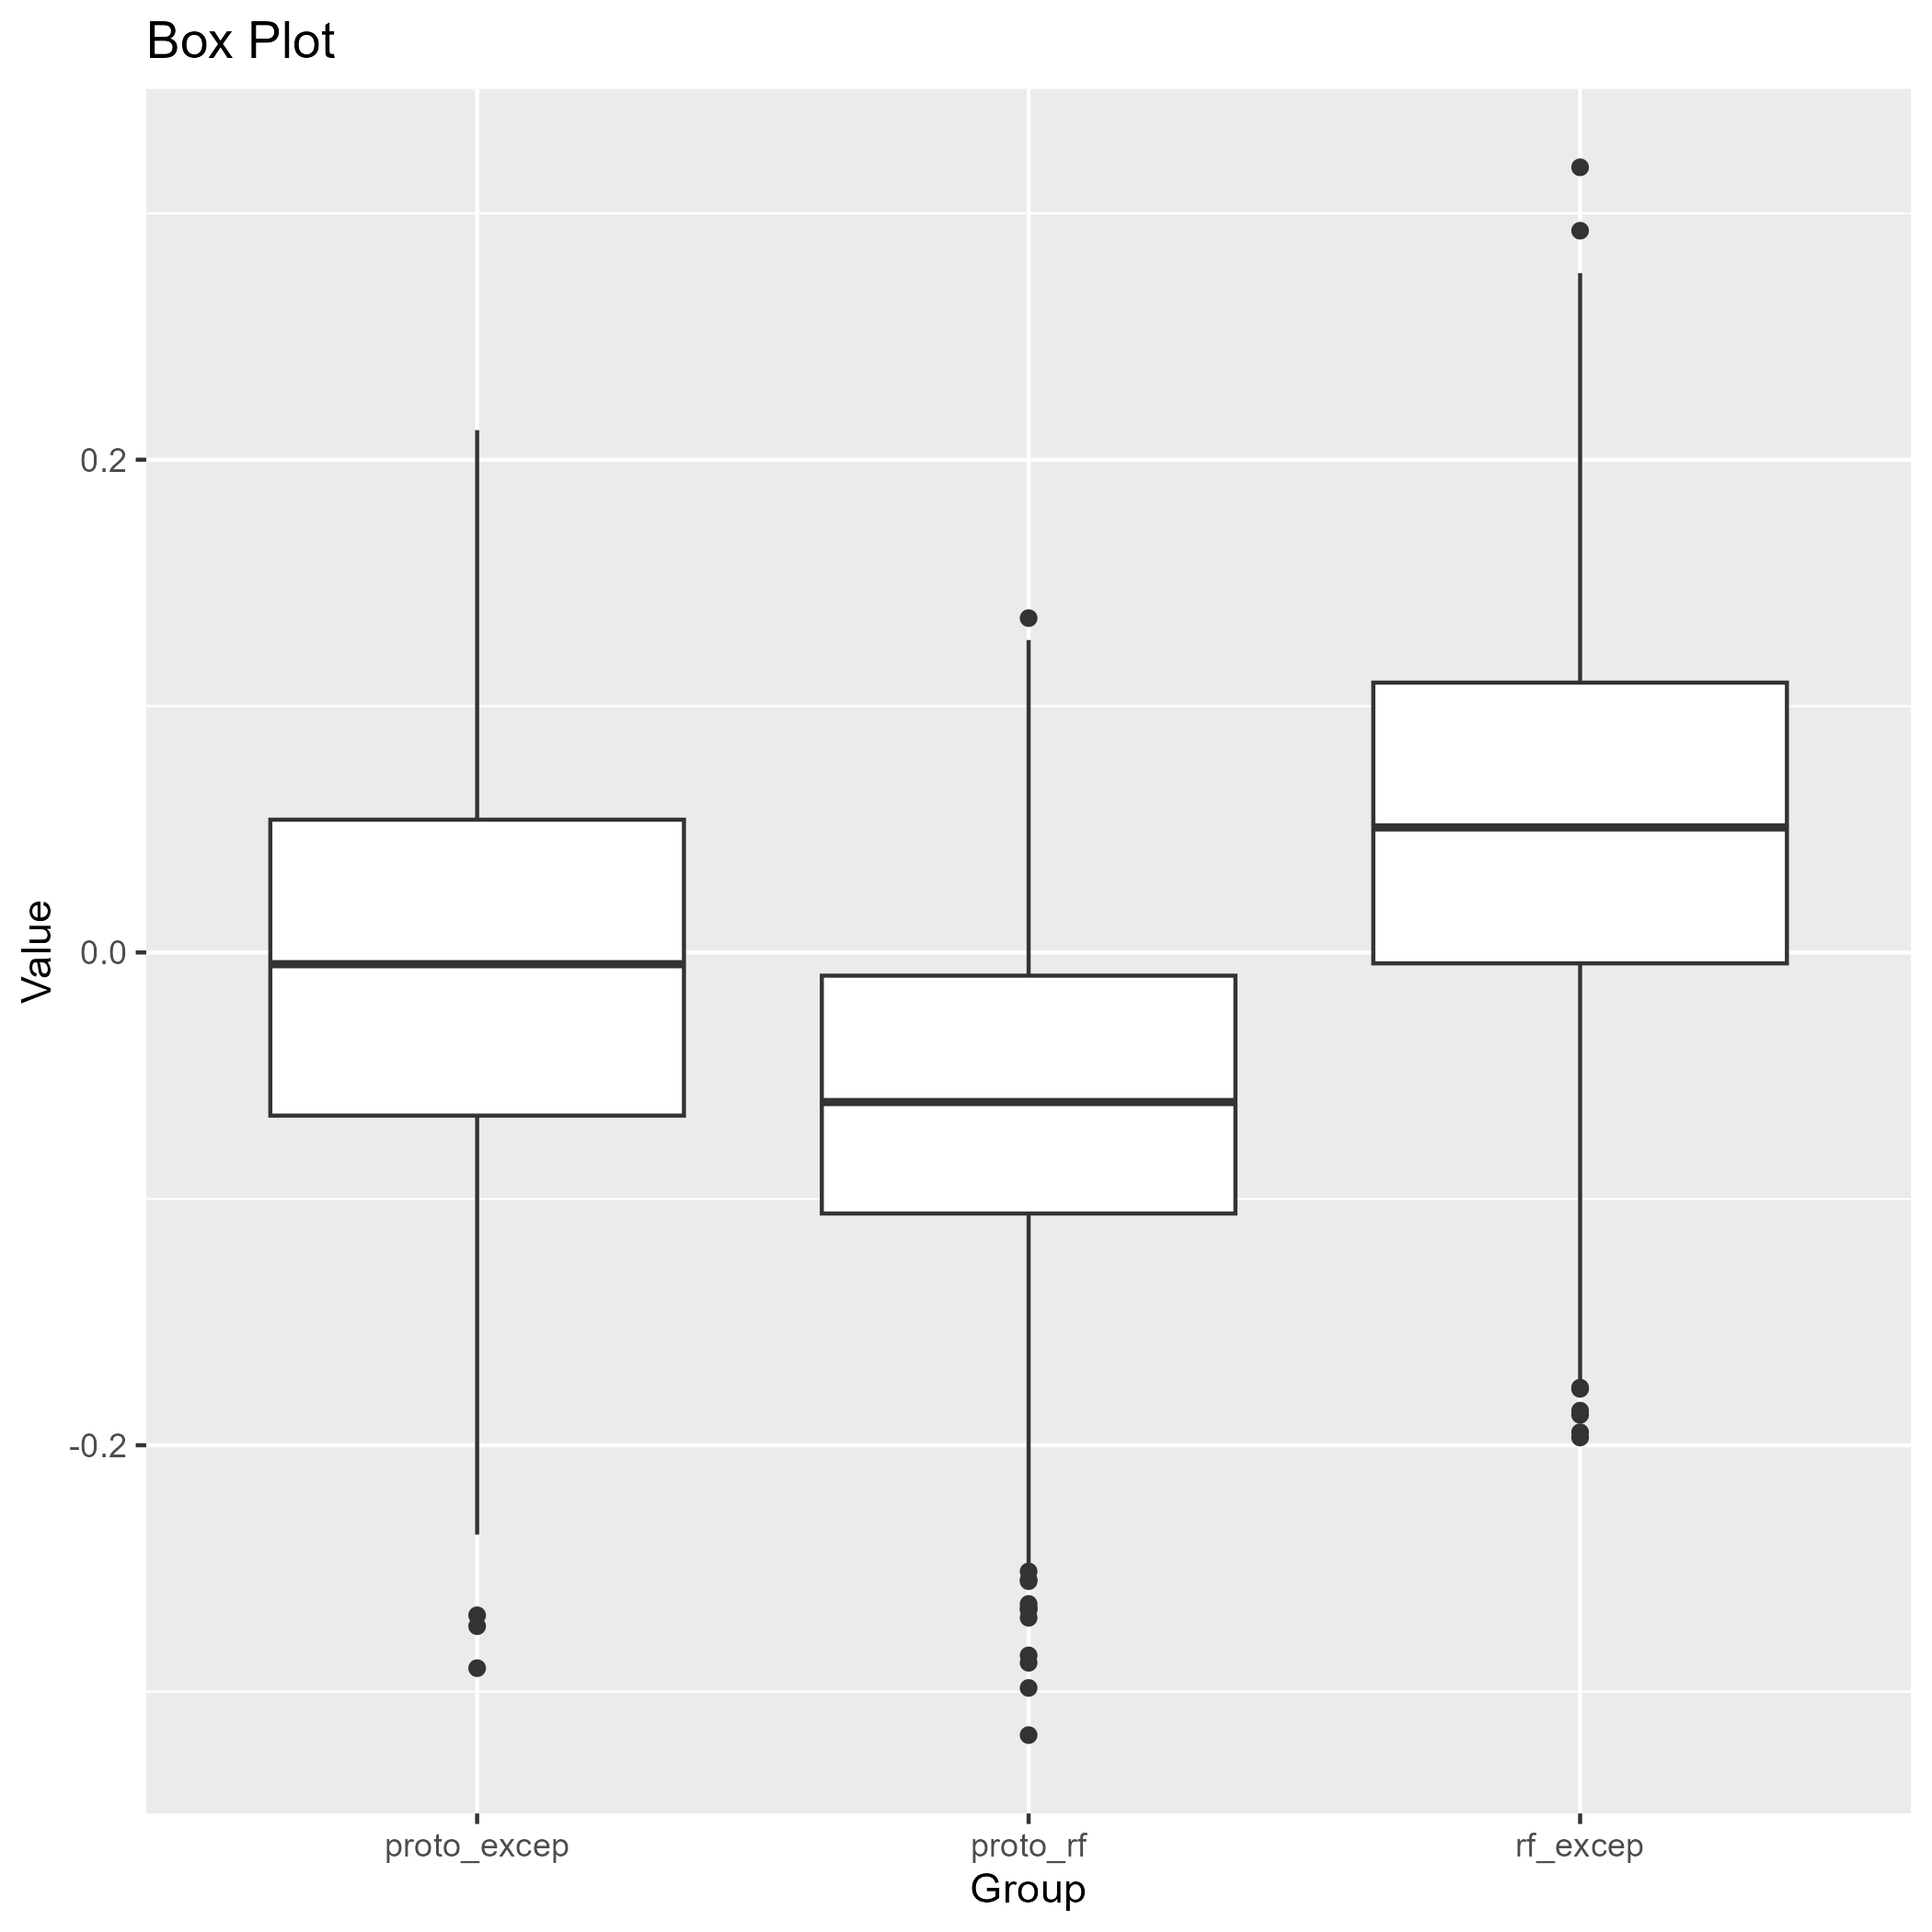 Box Plot
Value
0.2
0.0
-0.2
proto_excep
proto_rf
rf_excep
Group